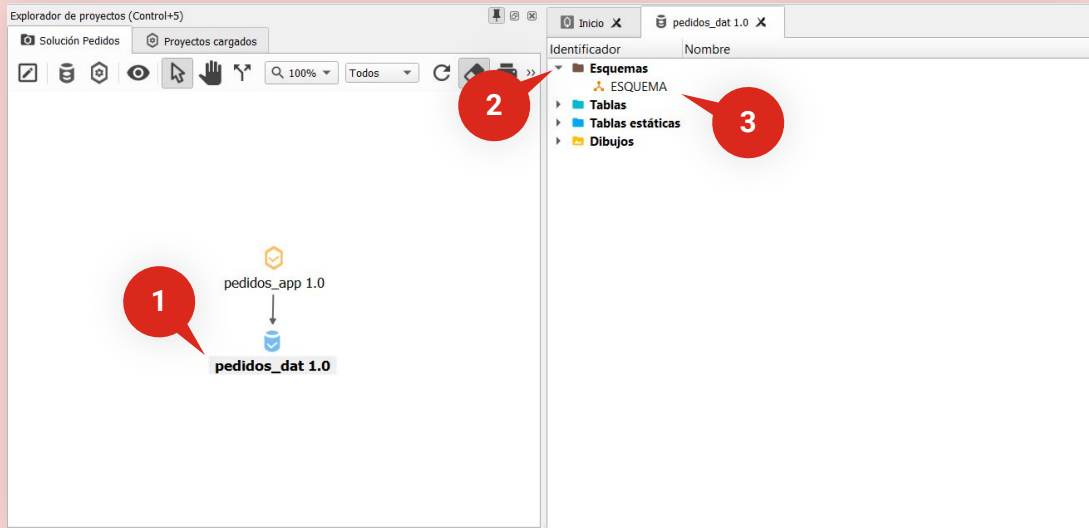 Explorador de proyectos (Control+5)
Solución Pedidos
Proyectos cargados
100%
Todos
»
pedidos_app 1.0
pedidos_dat 1.0
1
Inicio
pedidos_dat 1.0
Identificador
Nombre
Esquemas
ESQUEMA
Tablas
Tablas estáticas
Dibujos
2
3